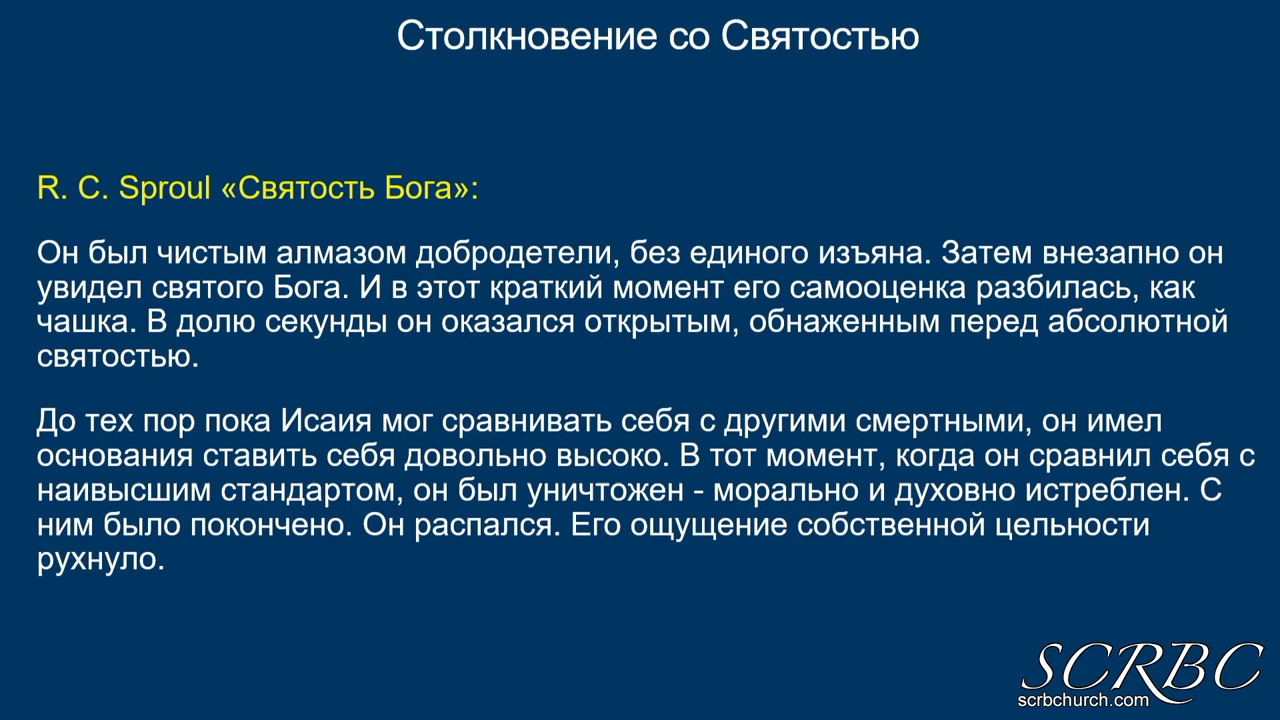 Столкновение со Святостью
R. C. Sproul «Святость Бога»:
Он был чистым алмазом добродетели, без единого изъяна. Затем внезапно он
увидел святого Бога. И в этот краткий момент его самооценка разбилась, как
чашка. В долю секунды он оказался открытым, обнаженным перед абсолютной
святостью.
До тех пор пока Исаия мог сравнивать себя с другими смертными, он имел
основания ставить себя довольно высоко. В тот момент, когда он сравнил себя с
наивысшим стандартом, он был уничтожен - морально и духовно истреблен. С
ним было покончено. Он распался. Его ощущение собственной цельности
рухнуло.
SCRBC
scrbchurch.com